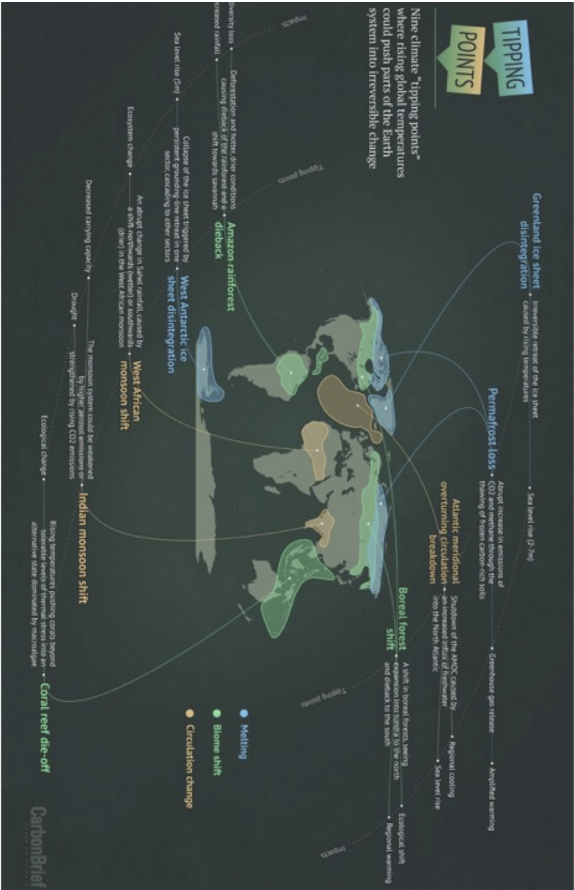 TIPPING
POINTS
Nine climate "tipping points"
where rising global temperatures
could push parts of the Earth
system into irreversible change
Greenland ice sheet
disintegration
Irreversible retreat of the ice sheet
caused by rising temperatures
Sea level rise (2-7m)
Permafrost loss
Abrupt increase in emissions of
CO2 and methane through the
thawing of frozen carbon-rich soils
Greenhouse gas release
Amplified warming
Atlantic meridional
overturning circulation
breakdown
Shutdown of the AMOC caused by
an increased influx of freshwater
into the North Atlantic
Regional cooling
Sea level rise
Boreal forest
shift
A shift in boreal forests, seeing
expansion into tundra to the north
and dieback to the south
Ecological shift
Regional warming
Impacts
Tipping points
iversity loss
creased rainfall
Deforestation and hotter, drier conditions
causing dieback of the rainforest and a
shift towards savannah
Amazon rainforest
dieback
Sea level rise (5m)
Collapse of the ice sheet triggered by
persistent grounding-line retreat in one
sector, cascading to other sectors
West Antarctic ice
sheet disintegration
Ecosystem change
Decreased carrying capacity
An abrupt change in Sahel rainfall, caused by
a shift northwards (wetter) or southwards
(drier) in the West African monsoon
West African
monsoon shift
Drought
The monsoon system could be weakened
by higher aerosol emissions or
strengthened by rising CO2 emissions
Indian monsoon shift
Ecological change
Rising temperatures pushing corals beyond
tolerable levels of thermal stress into an
alternative state dominated by macroalgae
Coral reef die-off
Tipping points
Impacts
Melting
Biome shift
Circulation change
CarbonBrief